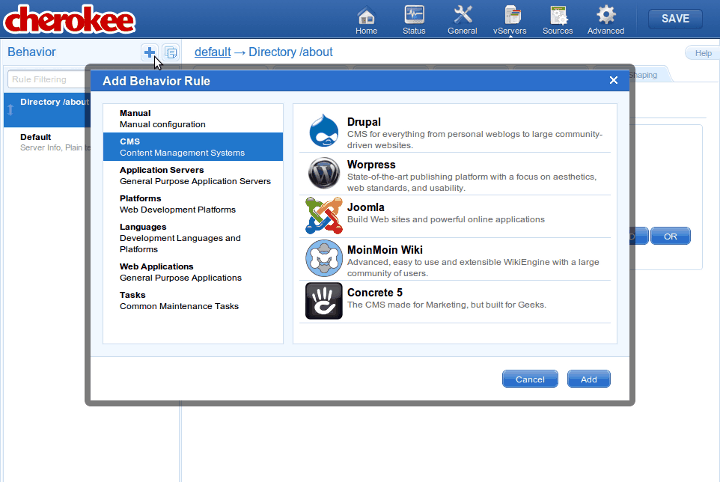 cherokee
Home
Status
General
vServers
Sources
Advanced
SAVE
Behavior
default → Directory /about
Help
Rule Filtering
Shaping
Directory /about
Default
Server Info, Plain
Add Behavior Rule
Manual
Manual configuration
CMS
Content Management Systems
Application Servers
General Purpose Application Servers
Platforms
Web Development Platforms
Languages
Development Languages and
Platforms
Web Applications
General Purpose Applications
Tasks
Common Maintenance Tasks
Drupal
CMS for everything from personal weblogs to large community-
driven websites.
Worpress
State-of-the-art publishing platform with a focus on aesthetics,
web standards, and usability.
Joomla
Build Web sites and powerful online applications
MoinMoin Wiki
Advanced, easy to use and extensible WikiEngine with a large
community of users.
Concrete 5
The CMS made for Marketing, but built for Geeks.
OR
Cancel
Add